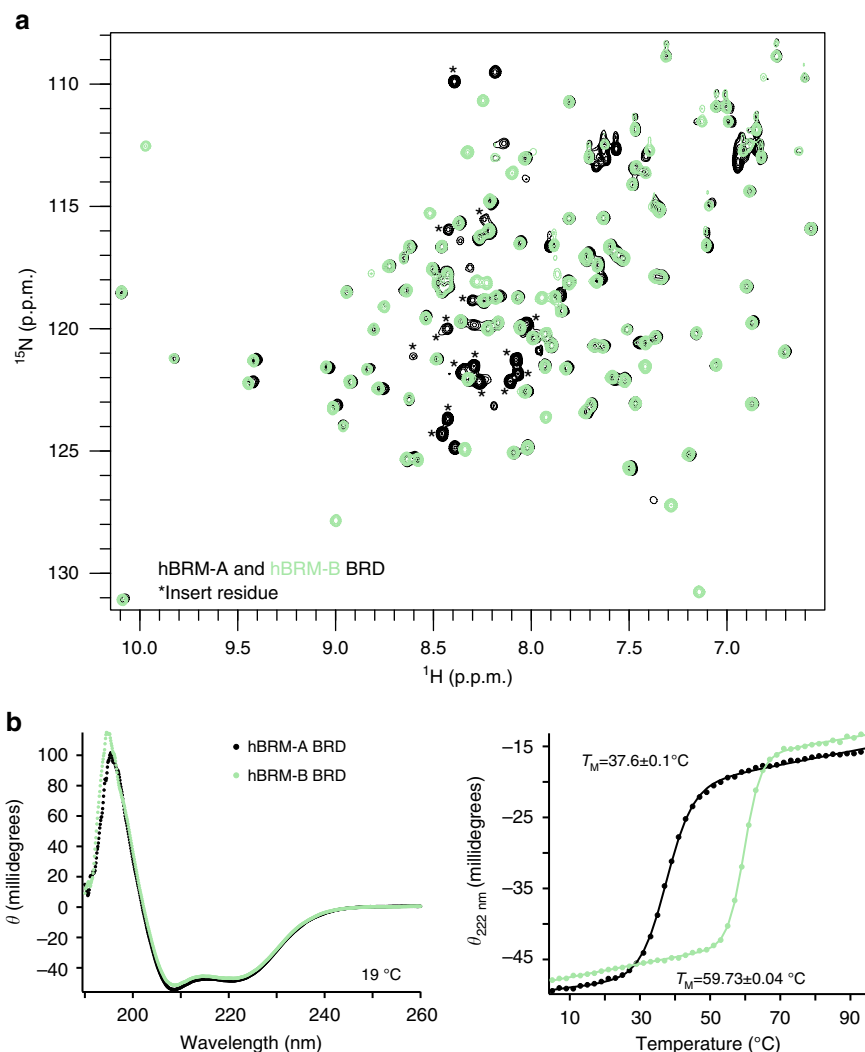 a
110
115
120
125
130
¹⁵N (p.p.m.)
* * * * * * * * * * * * * * * *
hBRM-A and hBRM-B BRD
*Insert residue
10.0 9.5 9.0 8.5 8.0 7.5 7.0
¹H (p.p.m.)
b
100
80
60
40
20
0
−20
−40
θ (millidegrees)
hBRM-A BRD
hBRM-B BRD
19 °C
200 220 240 260
Wavelength (nm)
−15
−25
−35
−45
θ222 nm (millidegrees)
TM=37.6±0.1°C
TM=59.73±0.04 °C
10 30 50 70 90
Temperature (°C)